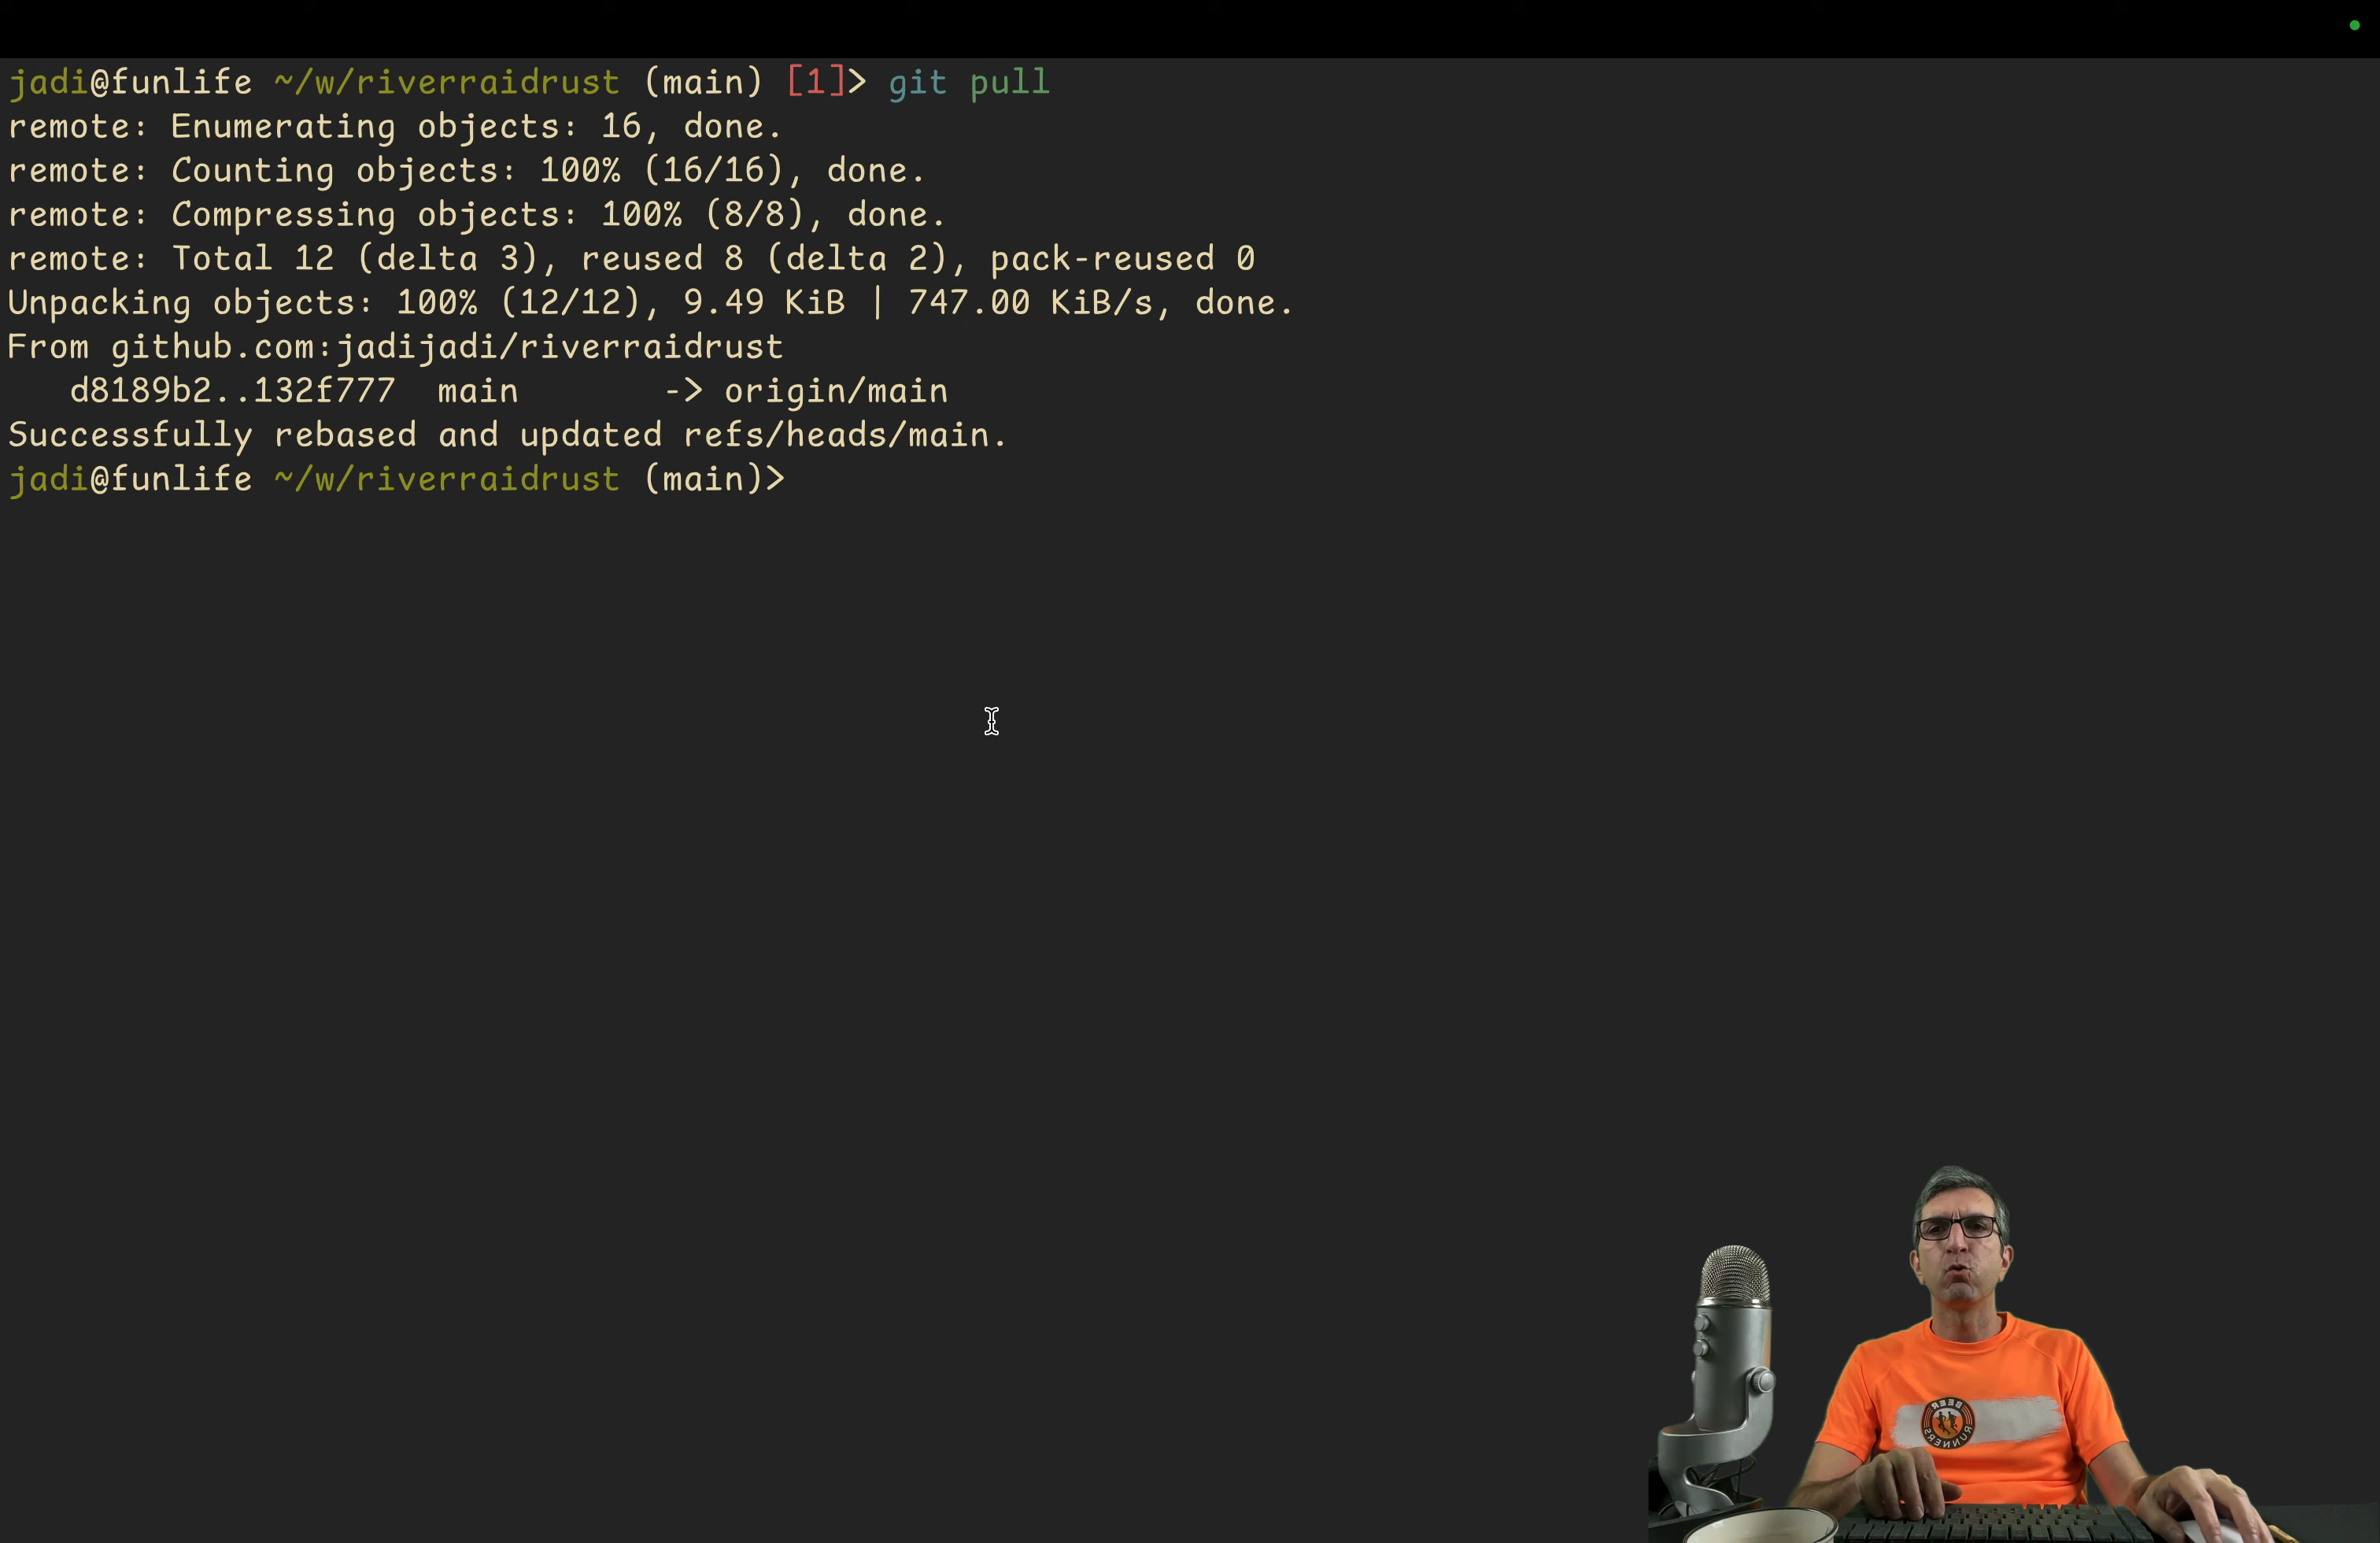 jadi@funlife ~/w/riverraidrust (main) [1]> git pull
remote: Enumerating objects: 16, done.
remote: Counting objects: 100% (16/16), done.
remote: Compressing objects: 100% (8/8), done.
remote: Total 12 (delta 3), reused 8 (delta 2), pack-reused 0
Unpacking objects: 100% (12/12), 9.49 KiB | 747.00 KiB/s, done.
From github.com:jadijadi/riverraidrust
   d8189b2..132f777  main       -> origin/main
Successfully rebased and updated refs/heads/main.
jadi@funlife ~/w/riverraidrust (main)>
BEER
RUNNERS